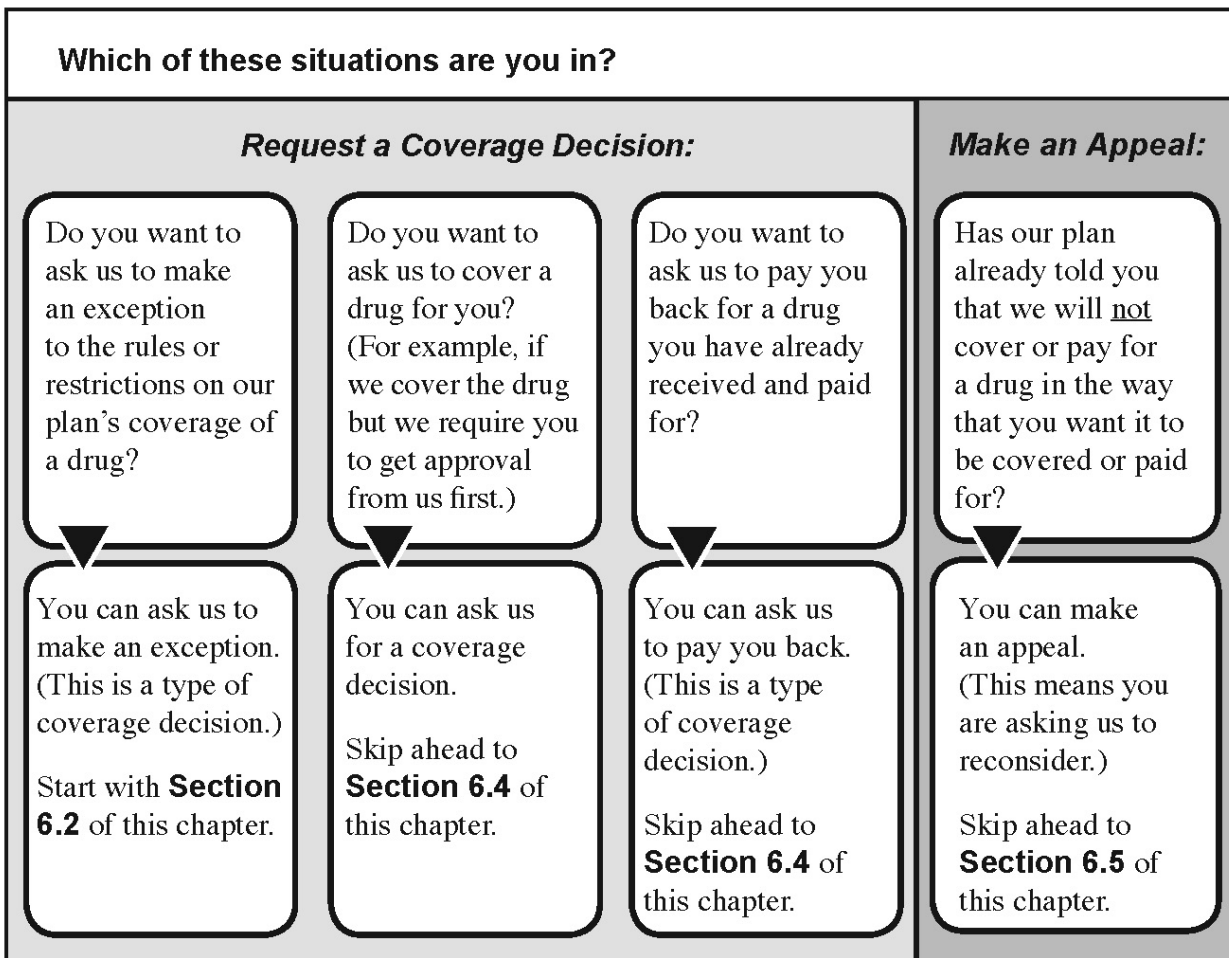 Which of these situations are you in?
Request a Coverage Decision:
Do you want to
ask us to make
an exception
to the rules or
restrictions on our
plan’s coverage of
a drug?
You can ask us to
make an exception.
(This is a type of
coverage decision.)
Start with Section
6.2 of this chapter.
Do you want to
ask us to cover a
drug for you?
(For example, if
we cover the drug
but we require you
to get approval
from us first.)
You can ask us
for a coverage
decision.
Skip ahead to
Section 6.4 of
this chapter.
Do you want to
ask us to pay you
back for a drug
you have already
received and paid
for?
You can ask us
to pay you back.
(This is a type
of coverage
decision.)
Skip ahead to
Section 6.4 of
this chapter.
Make an Appeal:
Has our plan
already told you
that we will not
cover or pay for
a drug in the way
that you want it to
be covered or paid
for?
You can make
an appeal.
(This means you
are asking us to
reconsider.)
Skip ahead to
Section 6.5 of
this chapter.